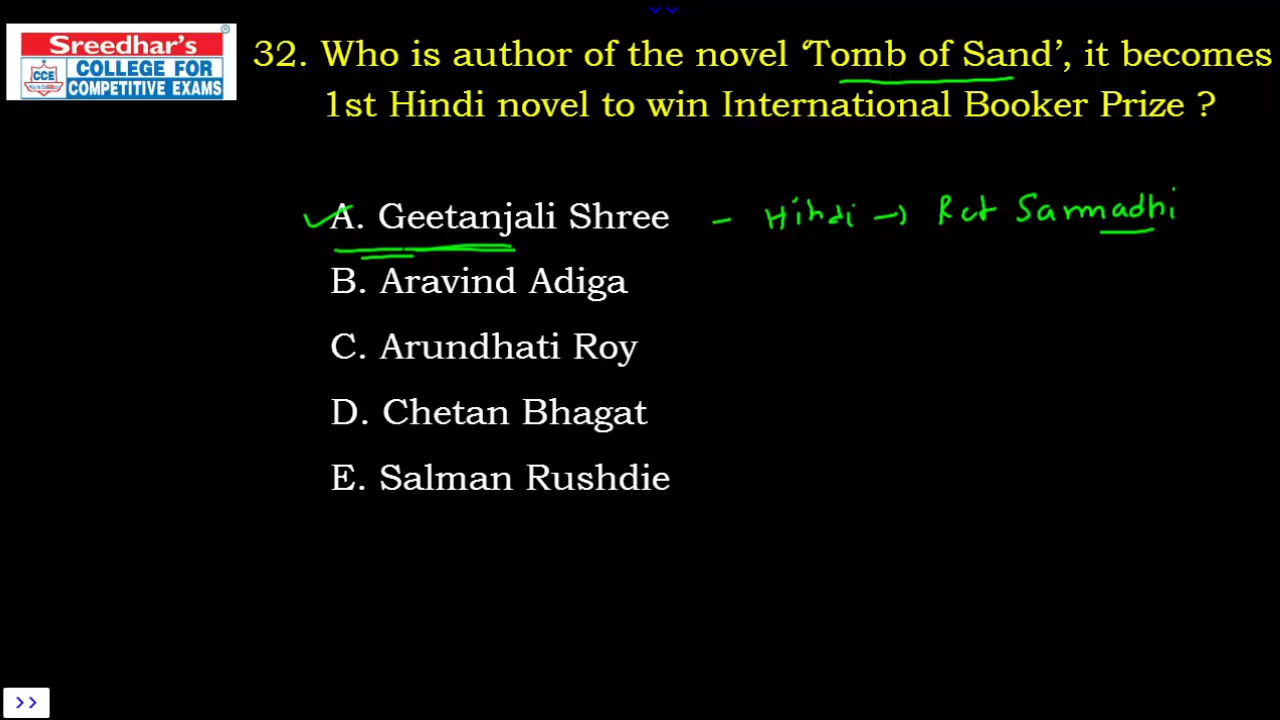 Sreedhar's
CCE
COLLEGE FOR
COMPETITIVE EXAMS
32. Who is author of the novel ‘Tomb of Sand’, it becomes
1st Hindi novel to win International Booker Prize ?
A. Geetanjali Shree - Hindi → Ret Sammadhi
B. Aravind Adiga
C. Arundhati Roy
D. Chetan Bhagat
E. Salman Rushdie
>>